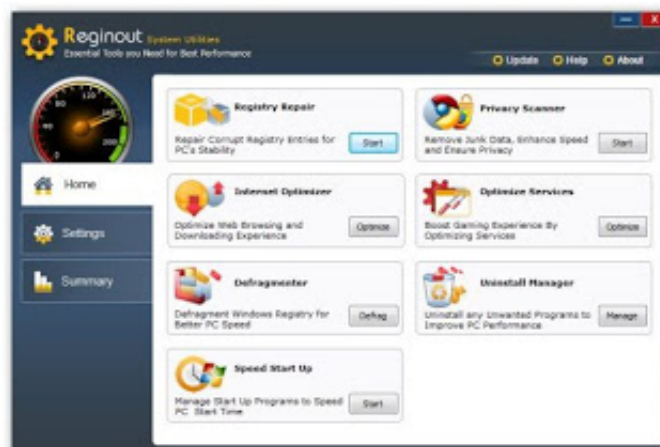 Reginout System Utilities
Essential Tools you Need for Best Performance
Update Help About
Home
Settings
Summary
Registry Repair
Repair Corrupt Registry Entries for
PC's Stability
Start
Privacy Scanner
Remove Junk Data, Enhance Speed
and Ensure Privacy
Start
Internet Optimizer
Optimize Web Browsing and
Downloading Experience
Optimize
Optimize Services
Boost Gaming Experience By
Optimizing Services
Optimize
Defragmenter
Defragment Windows Registry for
Better PC Speed
Defrag
Uninstall Manager
Uninstall any Unwanted Programs to
Improve PC Performance
Manage
Speed Start Up
Manage Start Up Programs to Speed
PC Start Time
Start